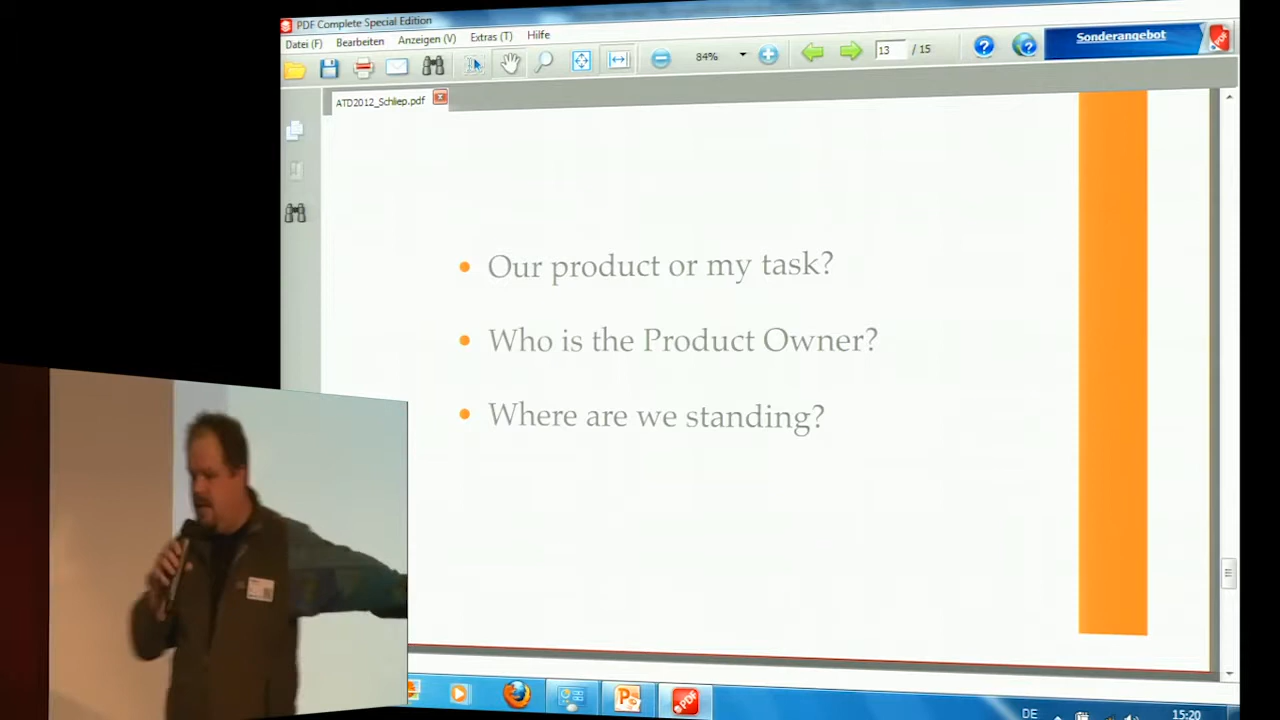 PDF Complete Special Edition
Datei (F) Bearbeiten Anzeigen (V) Extras (T) Hilfe
84% 13 / 15 Sonderangebot
ATD2012_Schliep.pdf
Our product or my task?
Who is the Product Owner?
Where are we standing?
DE 15:20